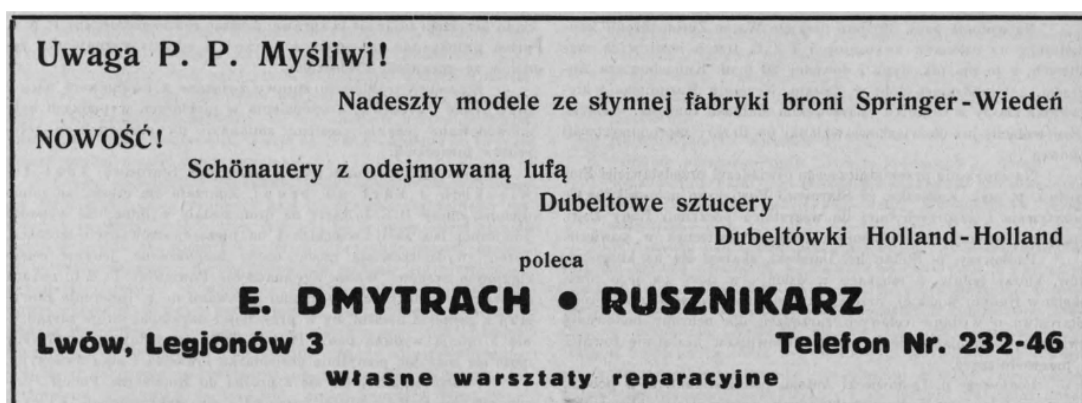 Uwaga P. P. Myśliwi!
Nadeszły modele ze słynnej fabryki broni Springer-Wiedeń
NOWOŚĆ!
Schönauery z odejmowaną lufą
Dubeltowe sztucery
Dubeltówki Holland-Holland
poleca
E. DMYTRACH • RUSZNIKARZ
Lwów, Legjonów 3 Telefon Nr. 232-46
Własne warsztaty reparacyjne